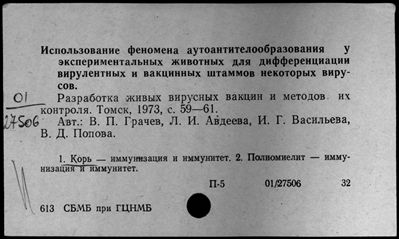 Использование феномена аутоантителообразования у
экспериментальных животных для дифференциации
вирулентных и вакцинных штаммов некоторых виру-
сов.
01
27506
Разработка живых вирусных вакцин и методов их
контроля. Томск, 1973, с. 59—61.
Авт.: В. П. Грачев, Л. И. Авдеева, И. Г. Васильева,
В. Д. Попова.
1. Корь — иммунизация и иммунитет. 2. Полиомиелит — имму-
низация и иммунитет.
П-5 01/27506 32
613 СБМБ при ГЦНМБ